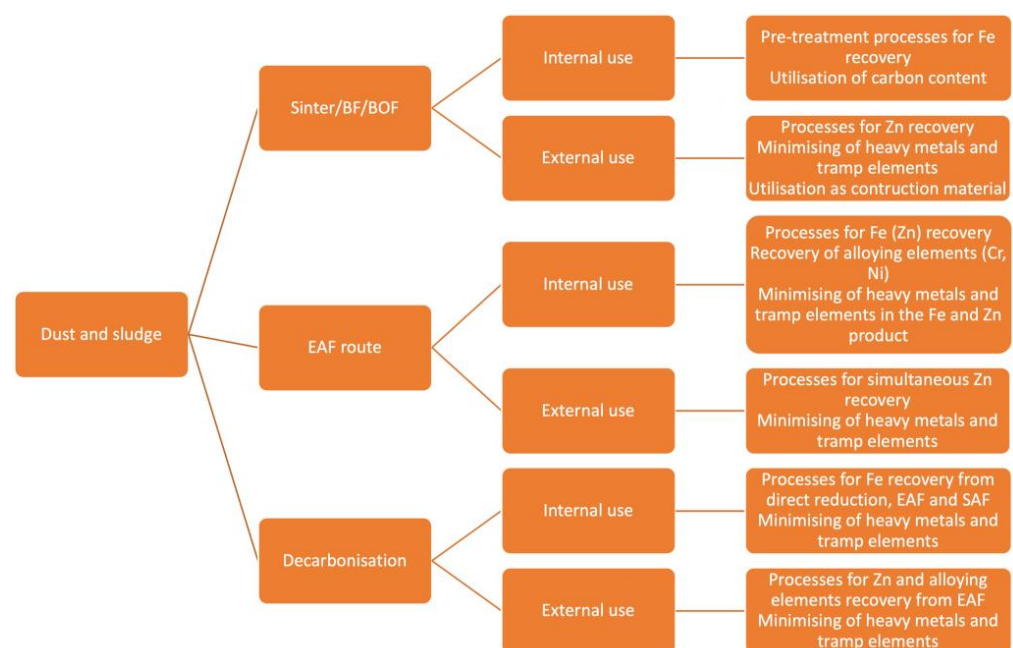 Dust and sludge
Sinter/BF/BOF
Internal use
Pre-treatment processes for Fe
recovery
Utilisation of carbon content
External use
Processes for Zn recovery
Minimising of heavy metals and
tramp elements
Utilisation as contruction material
EAF route
Internal use
Processes for Fe (Zn) recovery
Recovery of alloying elements (Cr,
Ni)
Minimising of heavy metals and
tramp elements in the Fe and Zn
product
External use
Processes for simultaneous Zn
recovery
Minimising of heavy metals and
tramp elements
Decarbonisation
Internal use
Processes for Fe recovery from
direct reduction, EAF and SAF
Minimising of heavy metals and
tramp elements
External use
Processes for Zn and alloying
elements recovery from EAF
Minimising of heavy metals and
tramp elements